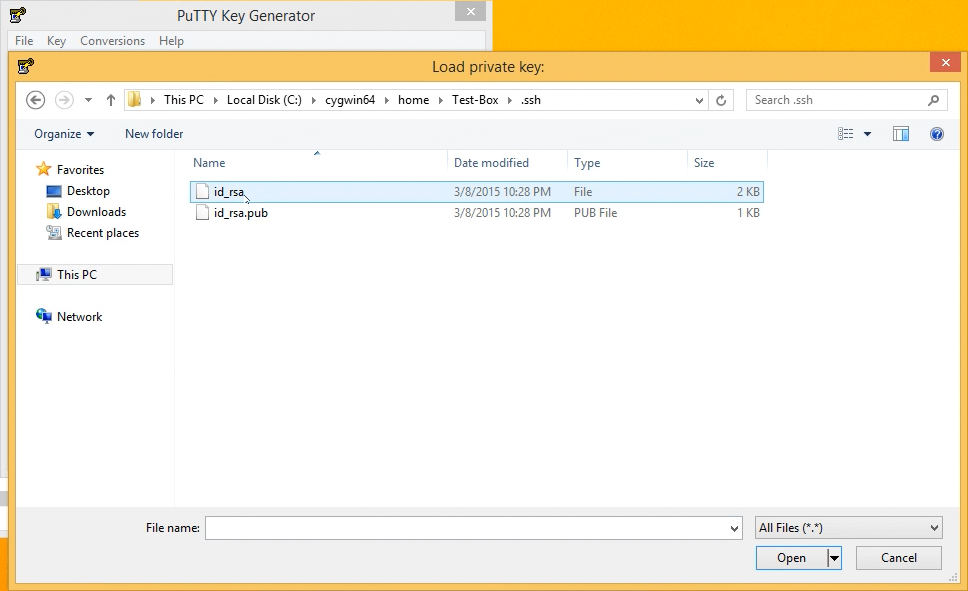 PuTTY Key Generator
File Key Conversions Help
Load private key:
This PC Local Disk (C:) cygwin64 home Test-Box .ssh
Search .ssh
Organize New folder
Name Date modified Type Size
Favorites
Desktop
Downloads
Recent places
This PC
Network
id_rsa 3/8/2015 10:28 PM File 2 KB
id_rsa.pub 3/8/2015 10:28 PM PUB File 1 KB
File name:
All Files (*.*)
Open Cancel